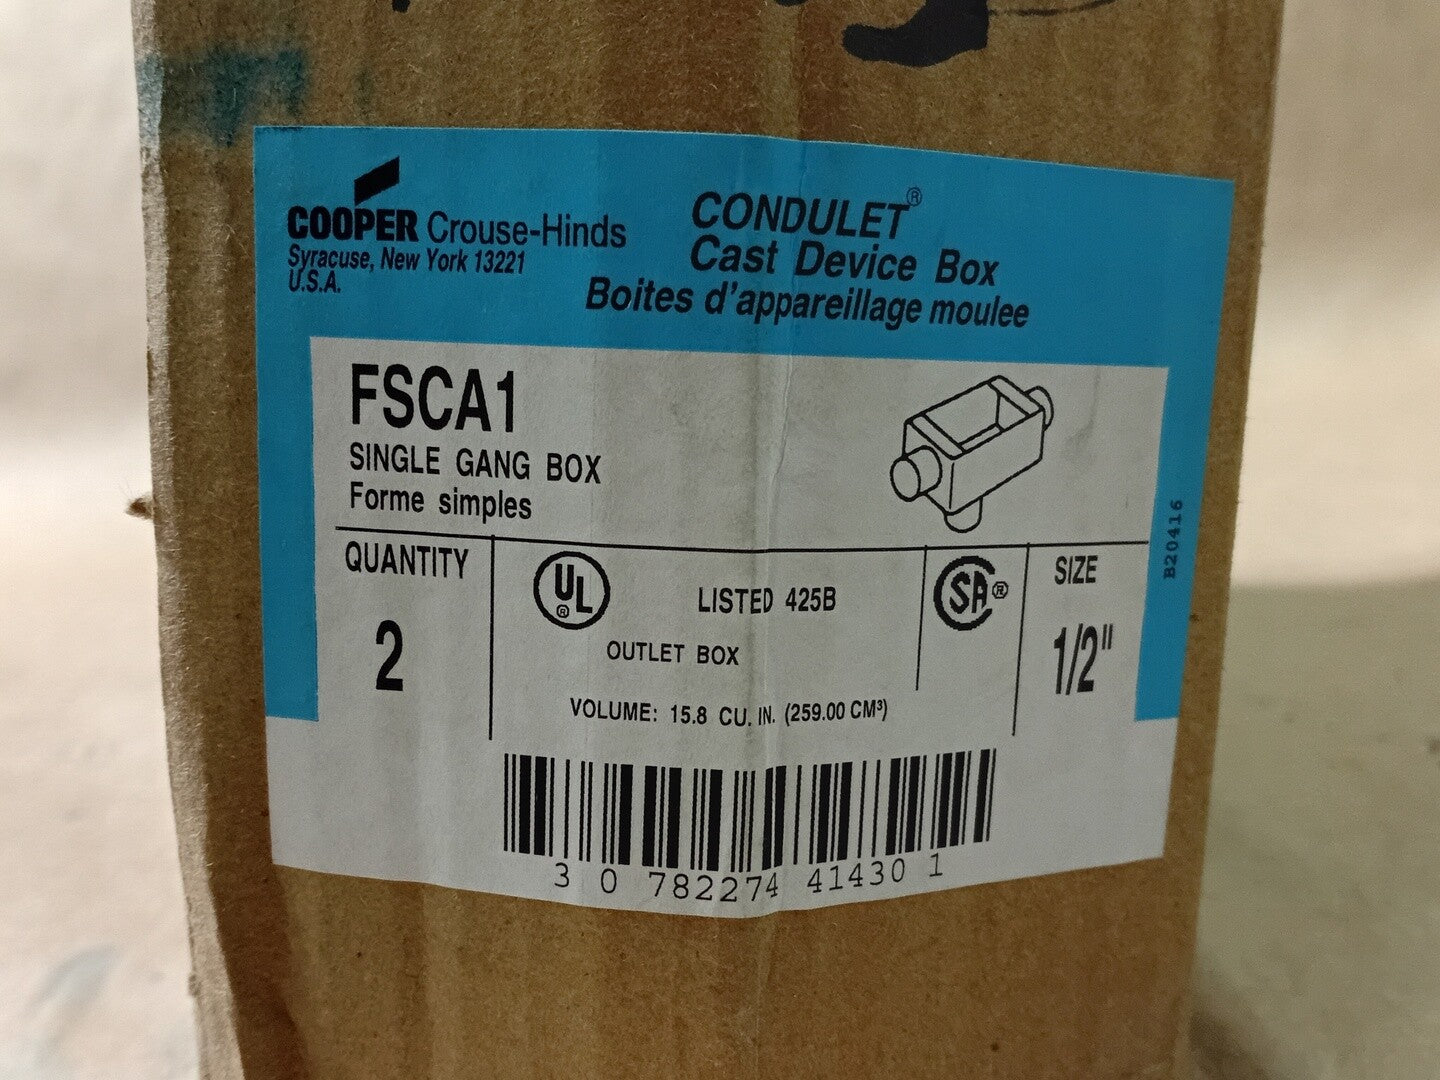 COOPER Crouse-Hinds
Syracuse, New York 13221
U.S.A.
CONDULET®
Cast Device Box
Boites d'appareillage moulee
FSCA1
SINGLE GANG BOX
Forme simples
QUANTITY
2
UL ®
LISTED 425B
OUTLET BOX
VOLUME: 15.8 CU. IN. (259.00 CM³)
SA ®
SIZE
1/2"
B20416
3 0 782274 41430 1